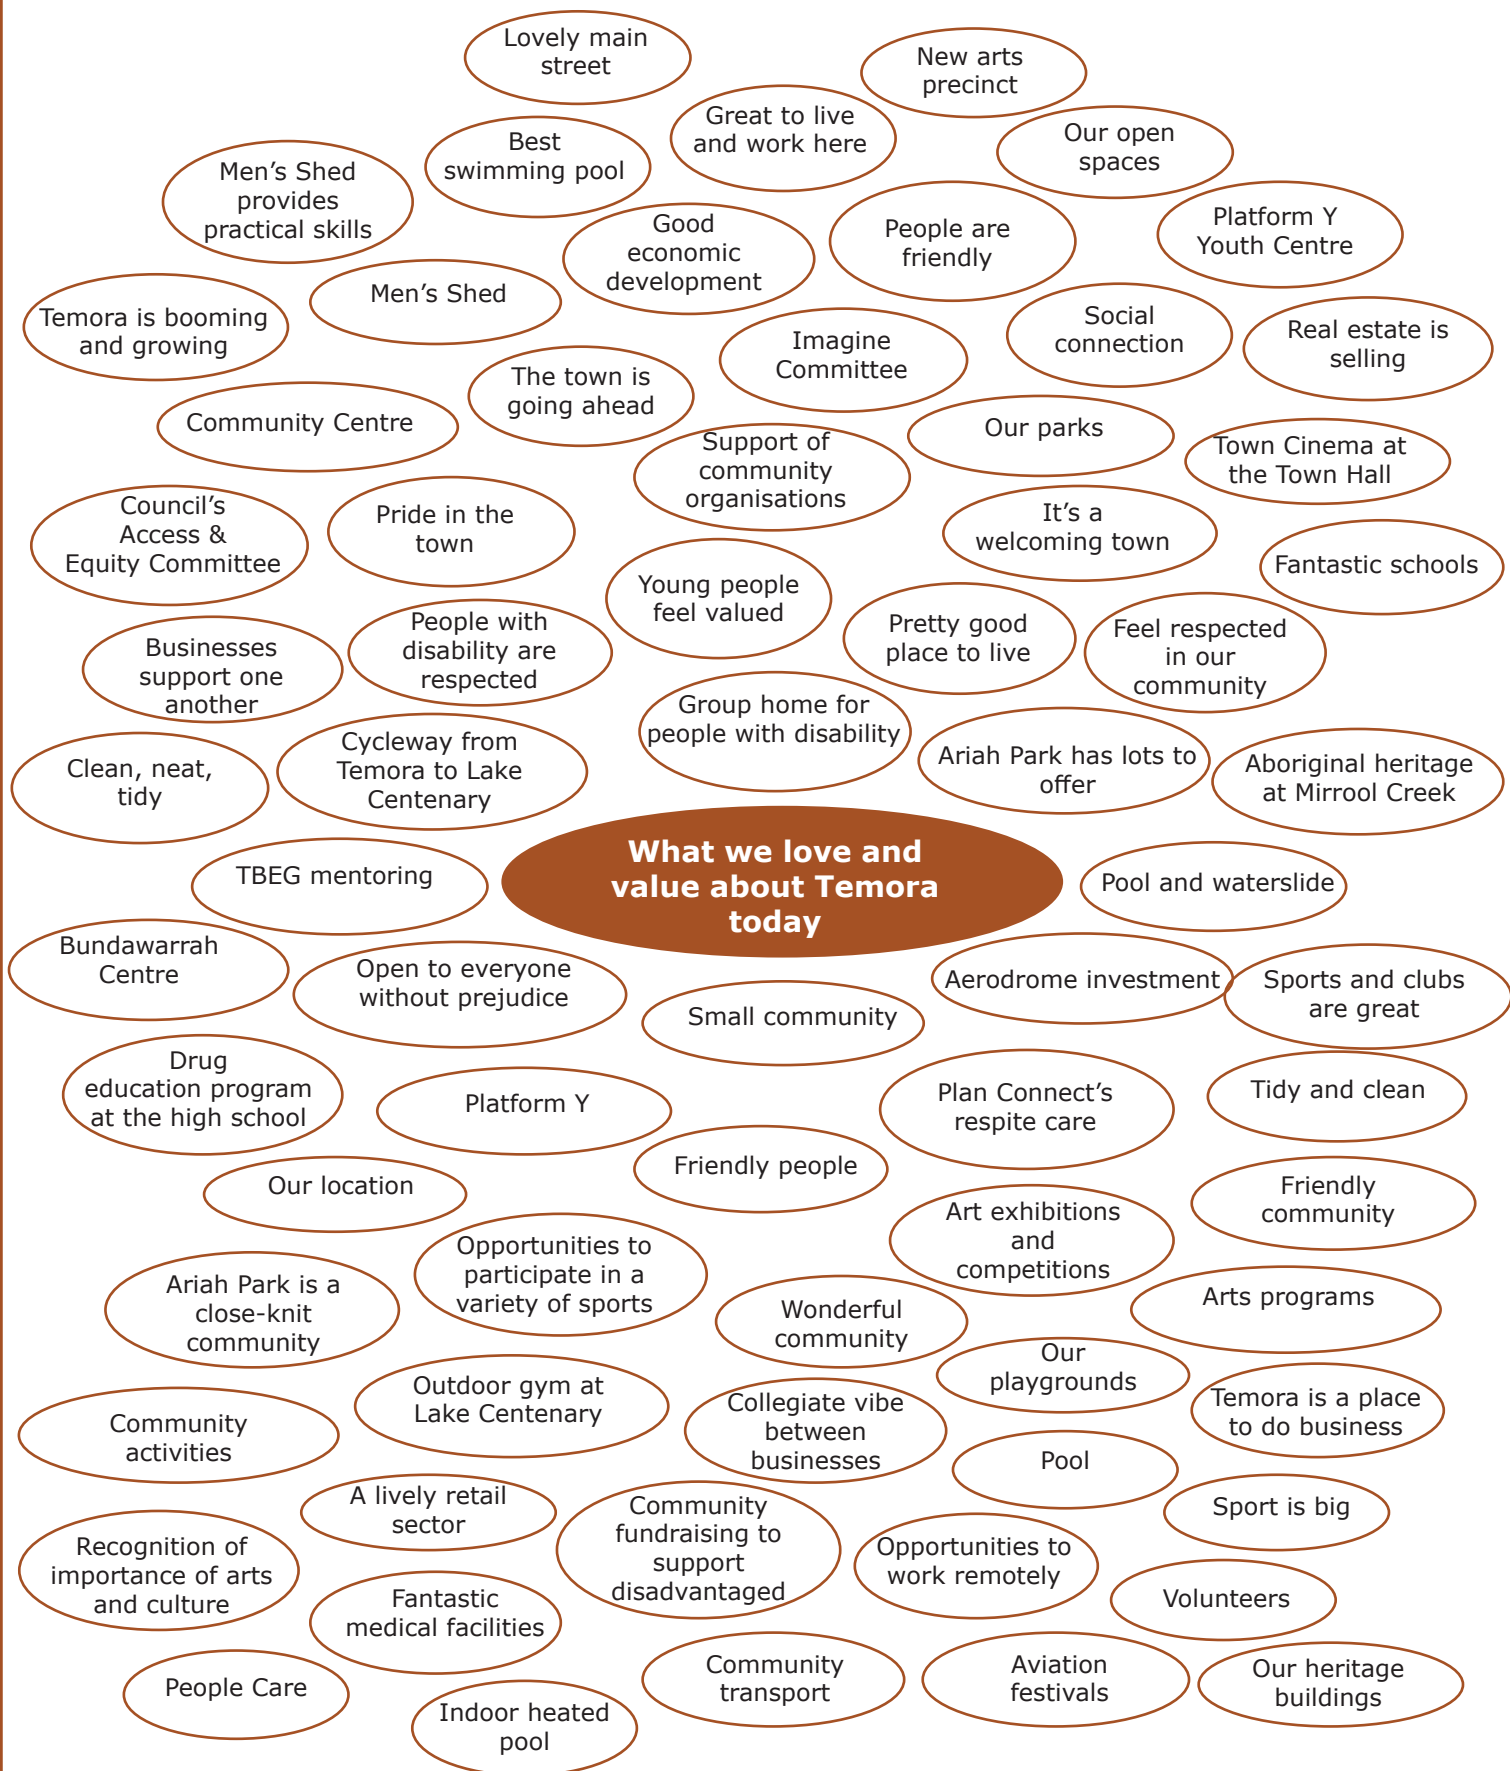 Lovely main
street
New arts
precinct
Great to live
and work here
Our open
spaces
Best
swimming pool
Men's Shed
provides
practical skills
Good
economic
development
People are
friendly
Platform Y
Youth Centre
Men's Shed
Temora is booming
and growing
Imagine
Committee
Social
connection
Real estate is
selling
The town is
going ahead
Community Centre
Support of
community
organisations
Our parks
Town Cinema at
the Town Hall
Council's
Access &
Equity Committee
Pride in the
town
It's a
welcoming town
Fantastic schools
Young people
feel valued
Businesses
support one
another
People with
disability are
respected
Pretty good
place to live
Feel respected
in our
community
Group home for
people with disability
Clean, neat,
tidy
Cycleway from
Temora to Lake
Centenary
Ariah Park has lots to
offer
Aboriginal heritage
at Mirrool Creek
What we love and
value about Temora
today
TBEG mentoring
Pool and waterslide
Bundawarrah
Centre
Open to everyone
without prejudice
Small community
Aerodrome investment
Sports and clubs
are great
Drug
education program
at the high school
Platform Y
Plan Connect's
respite care
Tidy and clean
Friendly people
Our location
Friendly
community
Art exhibitions
and
competitions
Ariah Park is a
close-knit
community
Opportunities to
participate in a
variety of sports
Wonderful
community
Arts programs
Our
playgrounds
Outdoor gym at
Lake Centenary
Collegiate vibe
between
businesses
Temora is a place
to do business
Community
activities
Pool
A lively retail
sector
Community
fundraising to
support
disadvantaged
Sport is big
Recognition of
importance of arts
and culture
Opportunities to
work remotely
Fantastic
medical facilities
Volunteers
People Care
Community
transport
Aviation
festivals
Our heritage
buildings
Indoor heated
pool